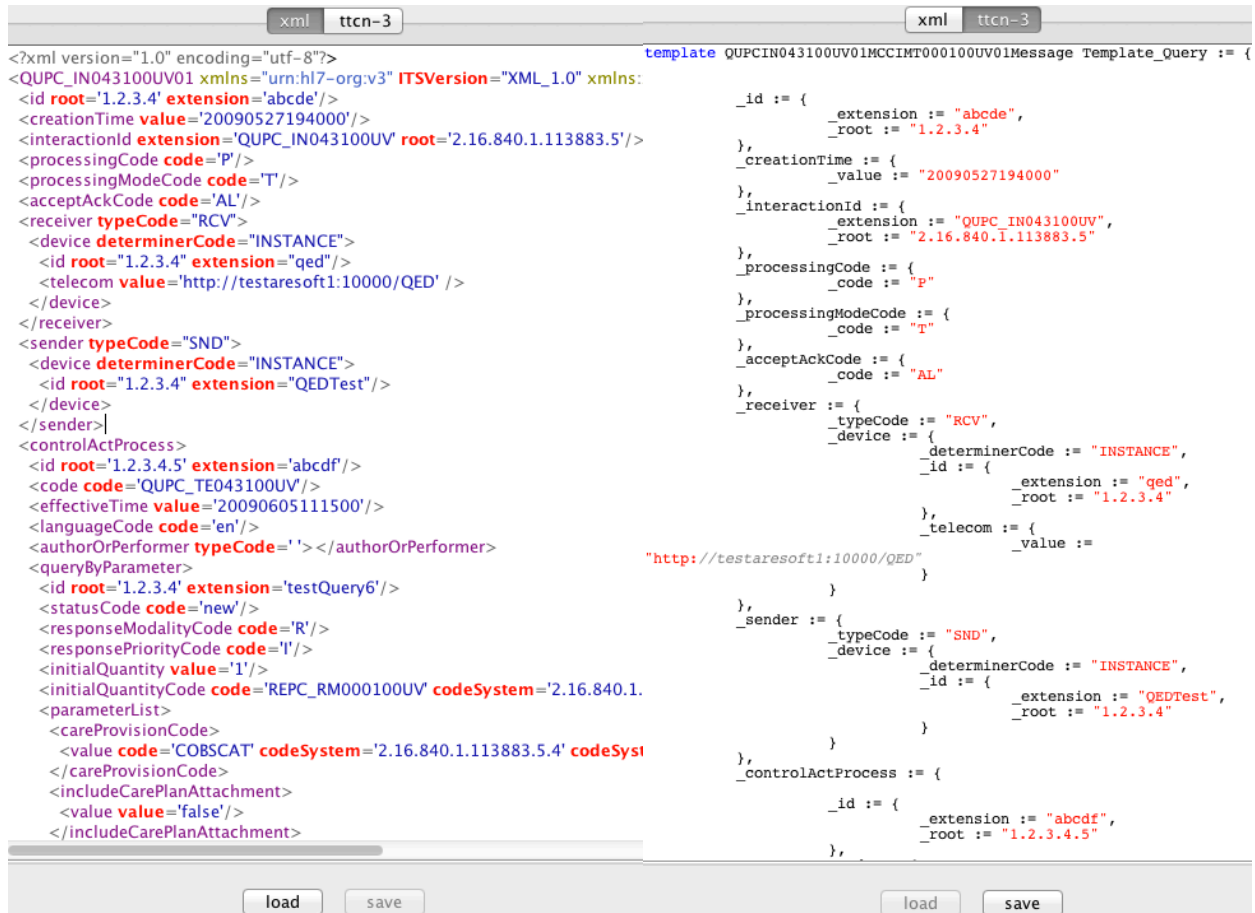 xml ttcn-3
<?xml version="1.0" encoding="utf-8"?>
<QUPC_IN043100UV01 xmlns="urn:hl7-org:v3" ITSVersion="XML_1.0" xmlns:
<id root='1.2.3.4' extension='abcde'/>
<creationTime value='20090527194000'/>
<interactionId extension='QUPC_IN043100UV' root='2.16.840.1.113883.5'/>
<processingCode code='P'/>
<processingModeCode code='T'/>
<acceptAckCode code='AL'/>
<receiver typeCode="RCV">
<device determinerCode="INSTANCE">
<id root="1.2.3.4" extension="qed"/>
<telecom value='http://testaresoft1:10000/QED' />
</device>
</receiver>
<sender typeCode="SND">
<device determinerCode="INSTANCE">
<id root="1.2.3.4" extension="QEDTest"/>
</device>
</sender>
<controlActProcess>
<id root='1.2.3.4.5' extension='abcdf'/>
<code code='QUPC_TE043100UV'/>
<effectiveTime value='20090605111500'/>
<languageCode code='en'/>
<authorOrPerformer typeCode=' '></authorOrPerformer>
<queryByParameter>
<id root='1.2.3.4' extension='testQuery6'/>
<statusCode code='new'/>
<responseModalityCode code='R'/>
<responsePriorityCode code='I'/>
<initialQuantity value='1'/>
<initialQuantityCode code='REPC_RM000100UV' codeSystem='2.16.840.1.
<parameterList>
<careProvisionCode>
<value code='COBSCAT' codeSystem='2.16.840.1.113883.5.4' codeSyst
</careProvisionCode>
<includeCarePlanAttachment>
<value value='false'/>
</includeCarePlanAttachment>
load save
xml ttcn-3
template QUPCIN043100UV01MCCIMT000100UV01Message Template_Query := {
_id := {
_extension := "abcde",
_root := "1.2.3.4"
},
_creationTime := {
_value := "20090527194000"
},
_interactionId := {
_extension := "QUPC_IN043100UV",
_root := "2.16.840.1.113883.5"
},
_processingCode := {
_code := "P"
},
_processingModeCode := {
_code := "T"
},
_acceptAckCode := {
_code := "AL"
},
_receiver := {
_typeCode := "RCV",
_device := {
_determinerCode := "INSTANCE",
_id := {
_extension := "qed",
_root := "1.2.3.4"
},
_telecom := {
_value :=
"http://testaresoft1:10000/QED"
}
}
},
_sender := {
_typeCode := "SND",
_device := {
_determinerCode := "INSTANCE",
_id := {
_extension := "QEDTest",
_root := "1.2.3.4"
}
}
},
_controlActProcess := {
_id := {
_extension := "abcdf",
_root := "1.2.3.4.5"
},
load save